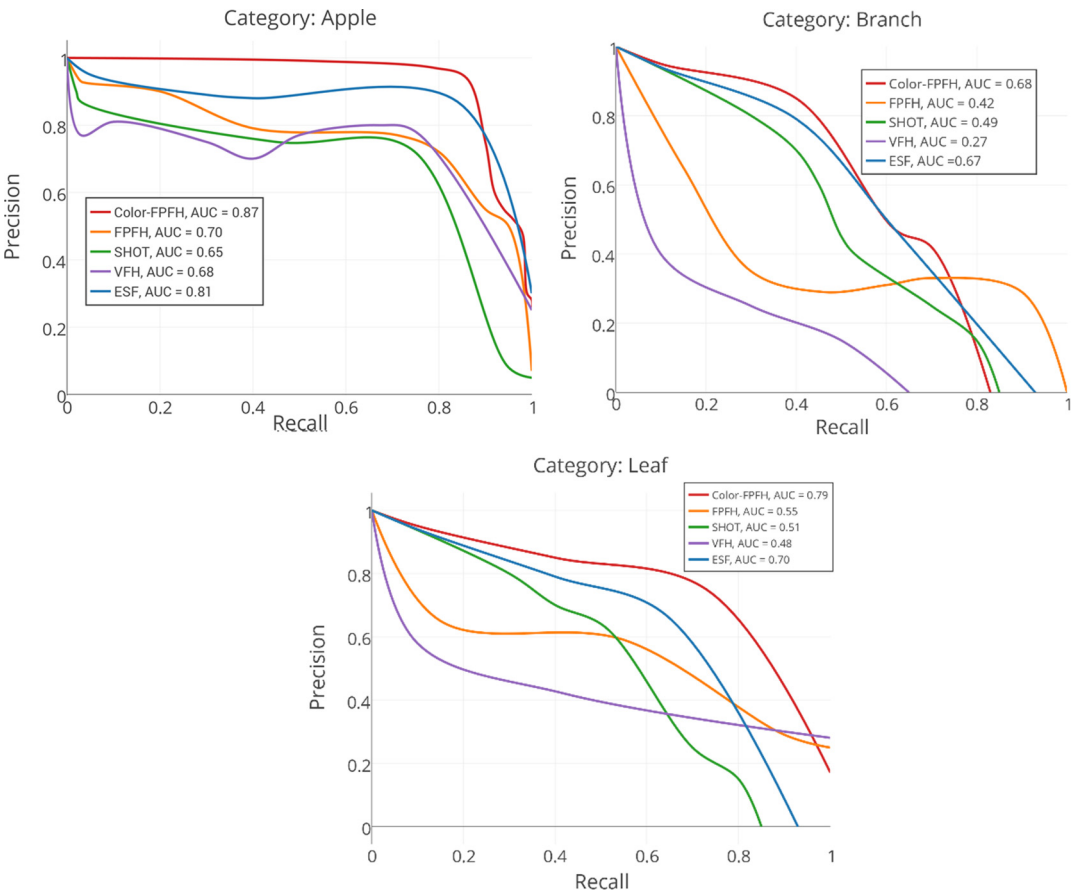 Category: Apple
1
0.8
0.6
0.4
0.2
0
0 0.2 0.4 0.6 0.8 1
Precision
Recall
Color-FPFH, AUC = 0.87
FPFH, AUC = 0.70
SHOT, AUC = 0.65
VFH, AUC = 0.68
ESF, AUC = 0.81
Category: Branch
1
0.8
0.6
0.4
0.2
0
0 0.2 0.4 0.6 0.8 1
Precision
Recall
Color-FPFH, AUC = 0.68
FPFH, AUC = 0.42
SHOT, AUC = 0.49
VFH, AUC = 0.27
ESF, AUC =0.67
Category: Leaf
1
0.8
0.6
0.4
0.2
0
0 0.2 0.4 0.6 0.8 1
Precision
Recall
Color-FPFH, AUC = 0.79
FPFH, AUC = 0.55
SHOT, AUC = 0.51
VFH, AUC = 0.48
ESF, AUC = 0.70